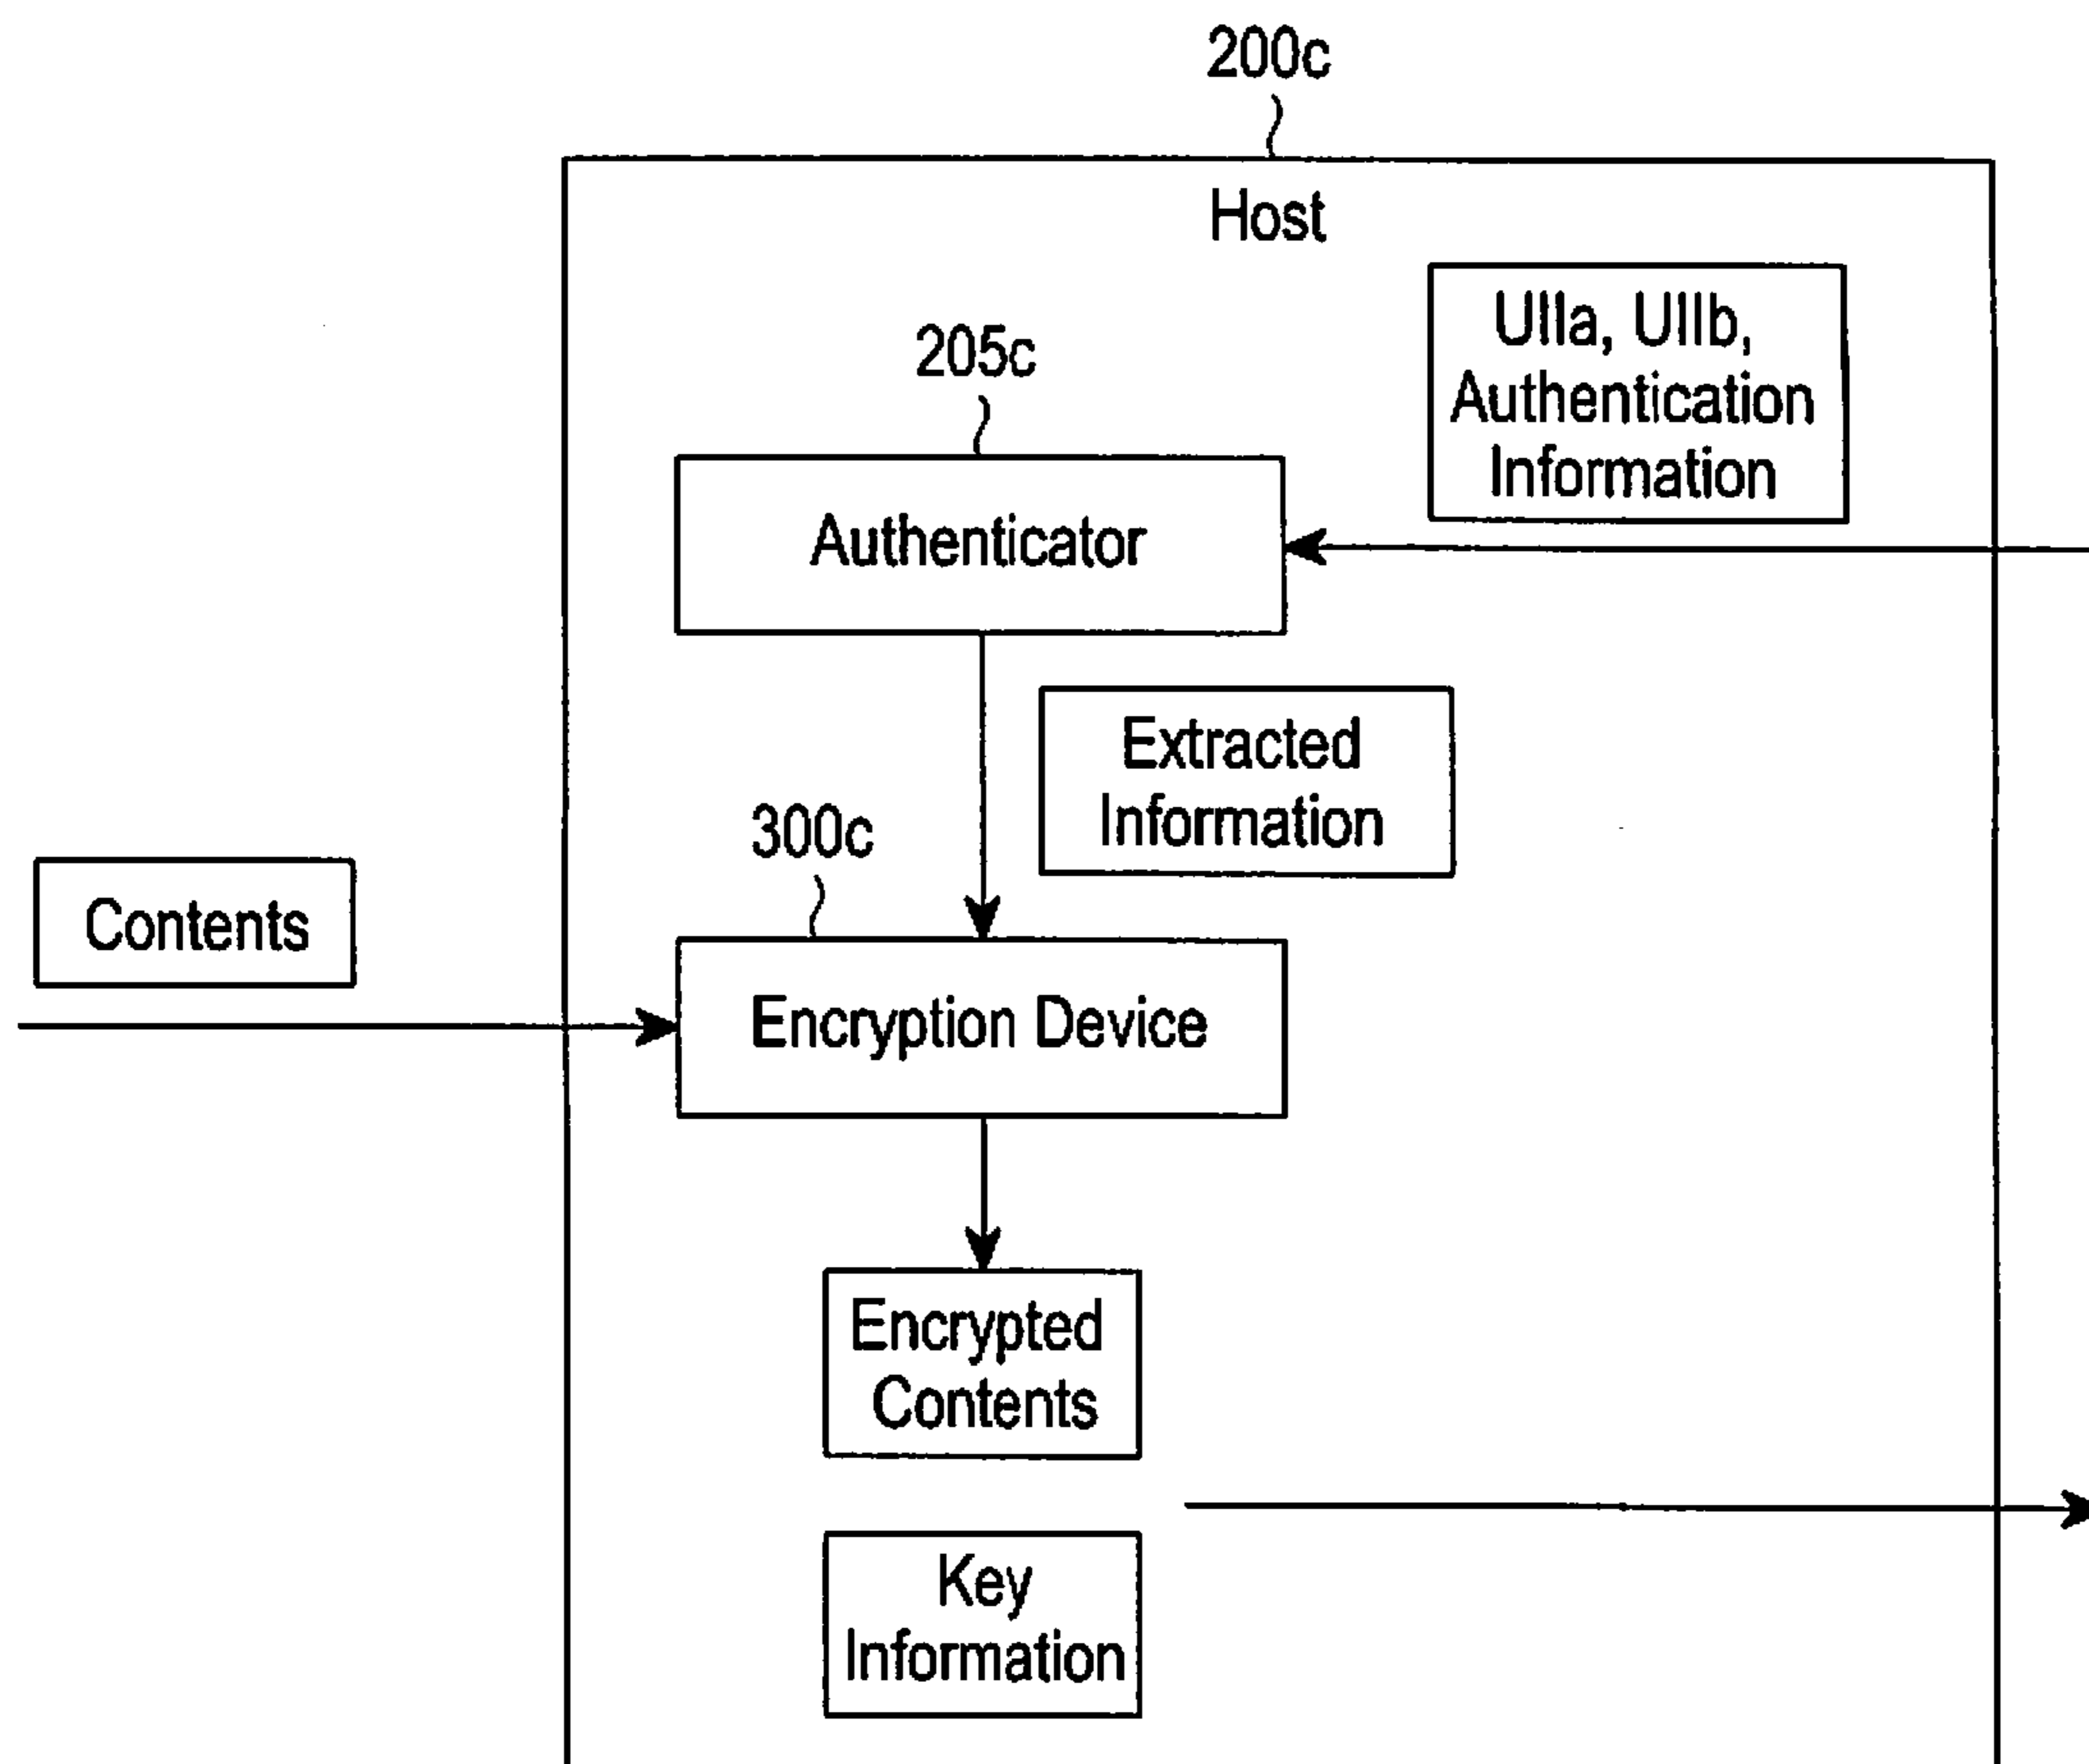 200c
Host
UIIa, UIIb,
Authentication
Information
205c
Authenticator
Extracted
Information
300c
Contents
Encryption Device
Encrypted
Contents
Key
Information